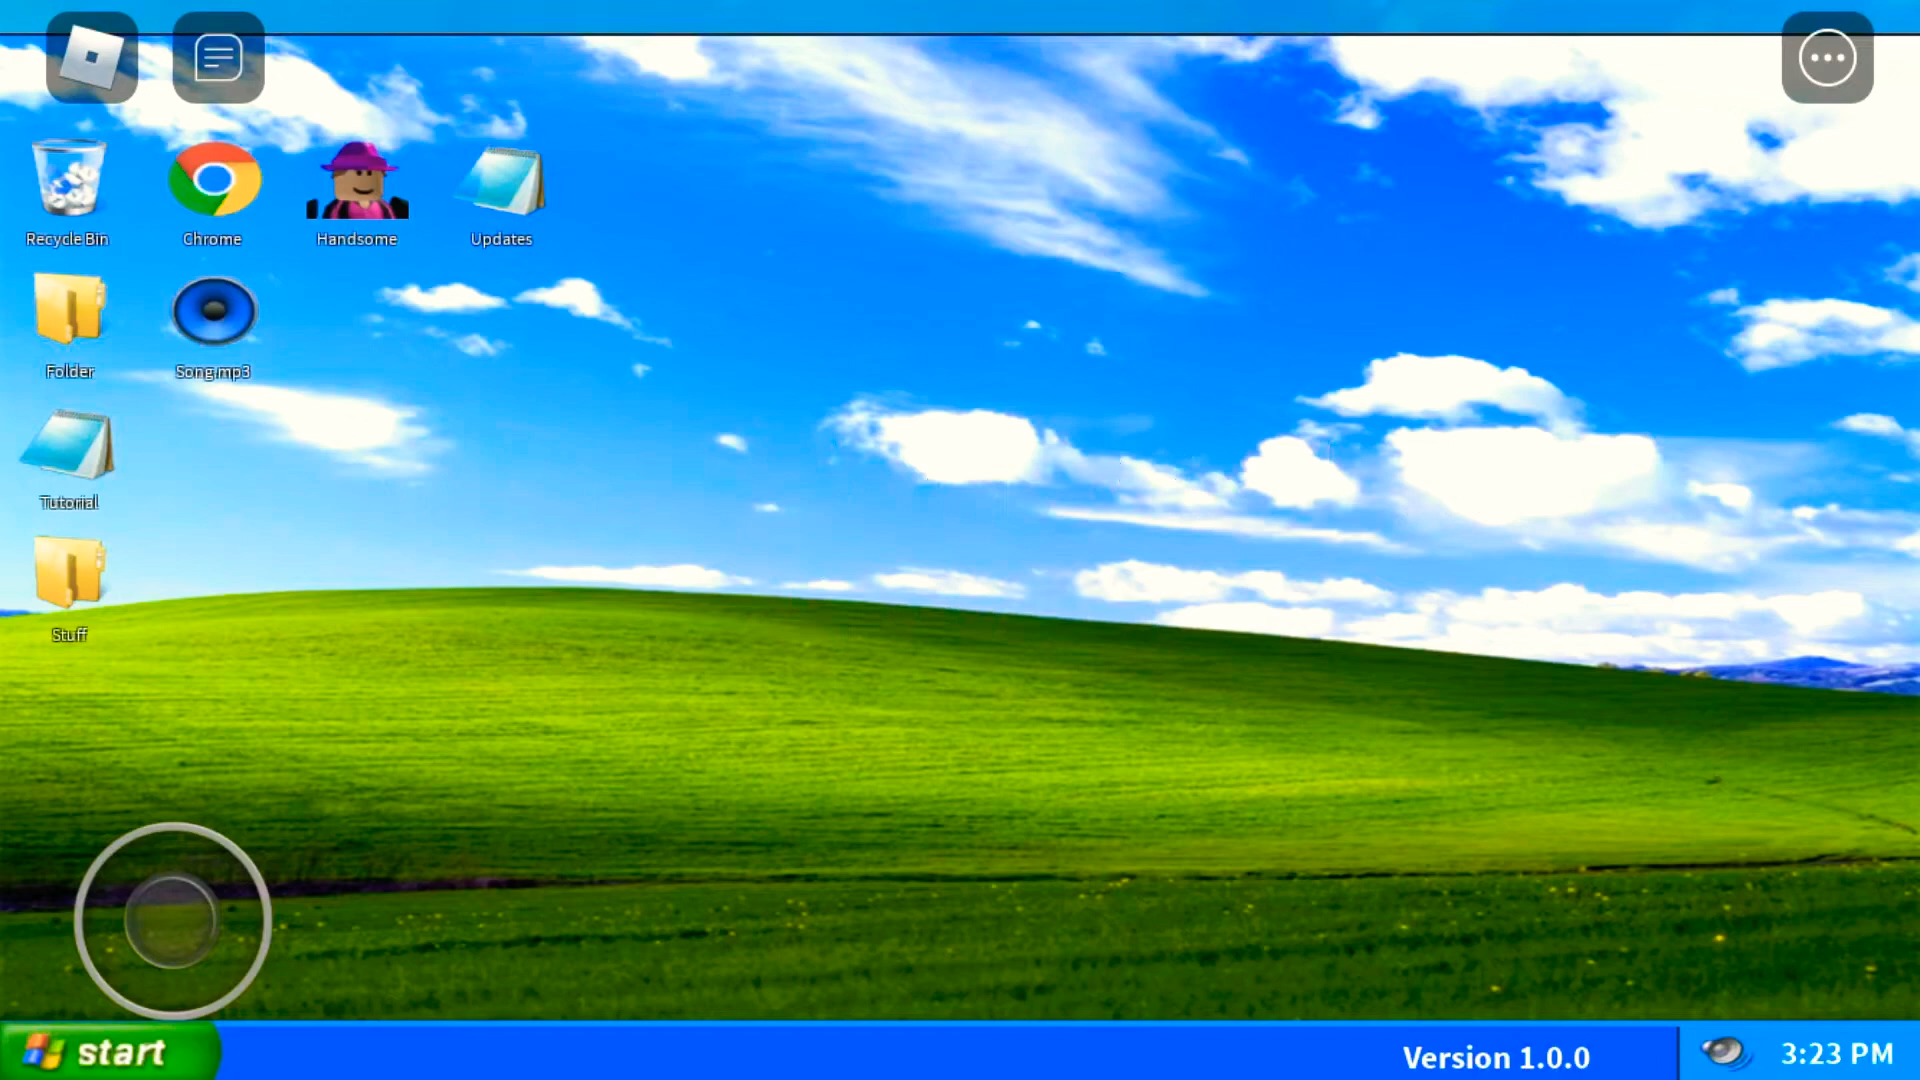 Recycle Bin
Chrome
Handsome
Updates
Folder
Song.mp3
Tutorial
Stuff
start
Version 1.0.0
3:23 PM